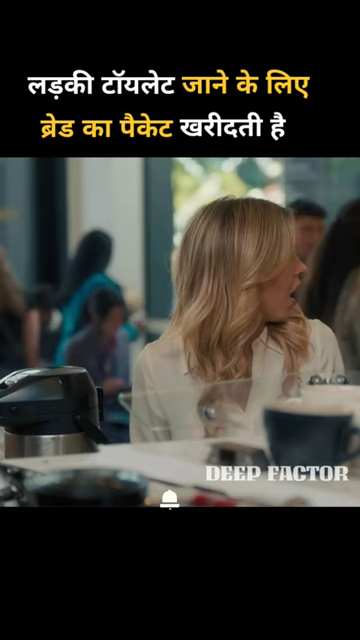 लड़की टॉयलेट जाने के लिए
ब्रेड का पैकेट खरीदती है
DEEP FACTOR